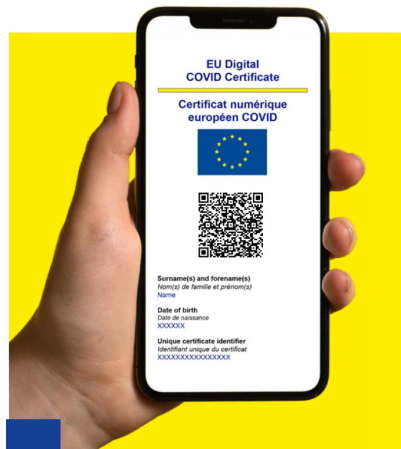 EU Digital
COVID Certificate
Certificat numérique
européen COVID
Surname(s) and forename(s)
Nom(s) de famille et prénom(s)
Name
Date of birth
Date de naissance
XXXXXX
Unique certificate identifier
Identifiant unique du certificat
XXXXXXXXXXXXXXX